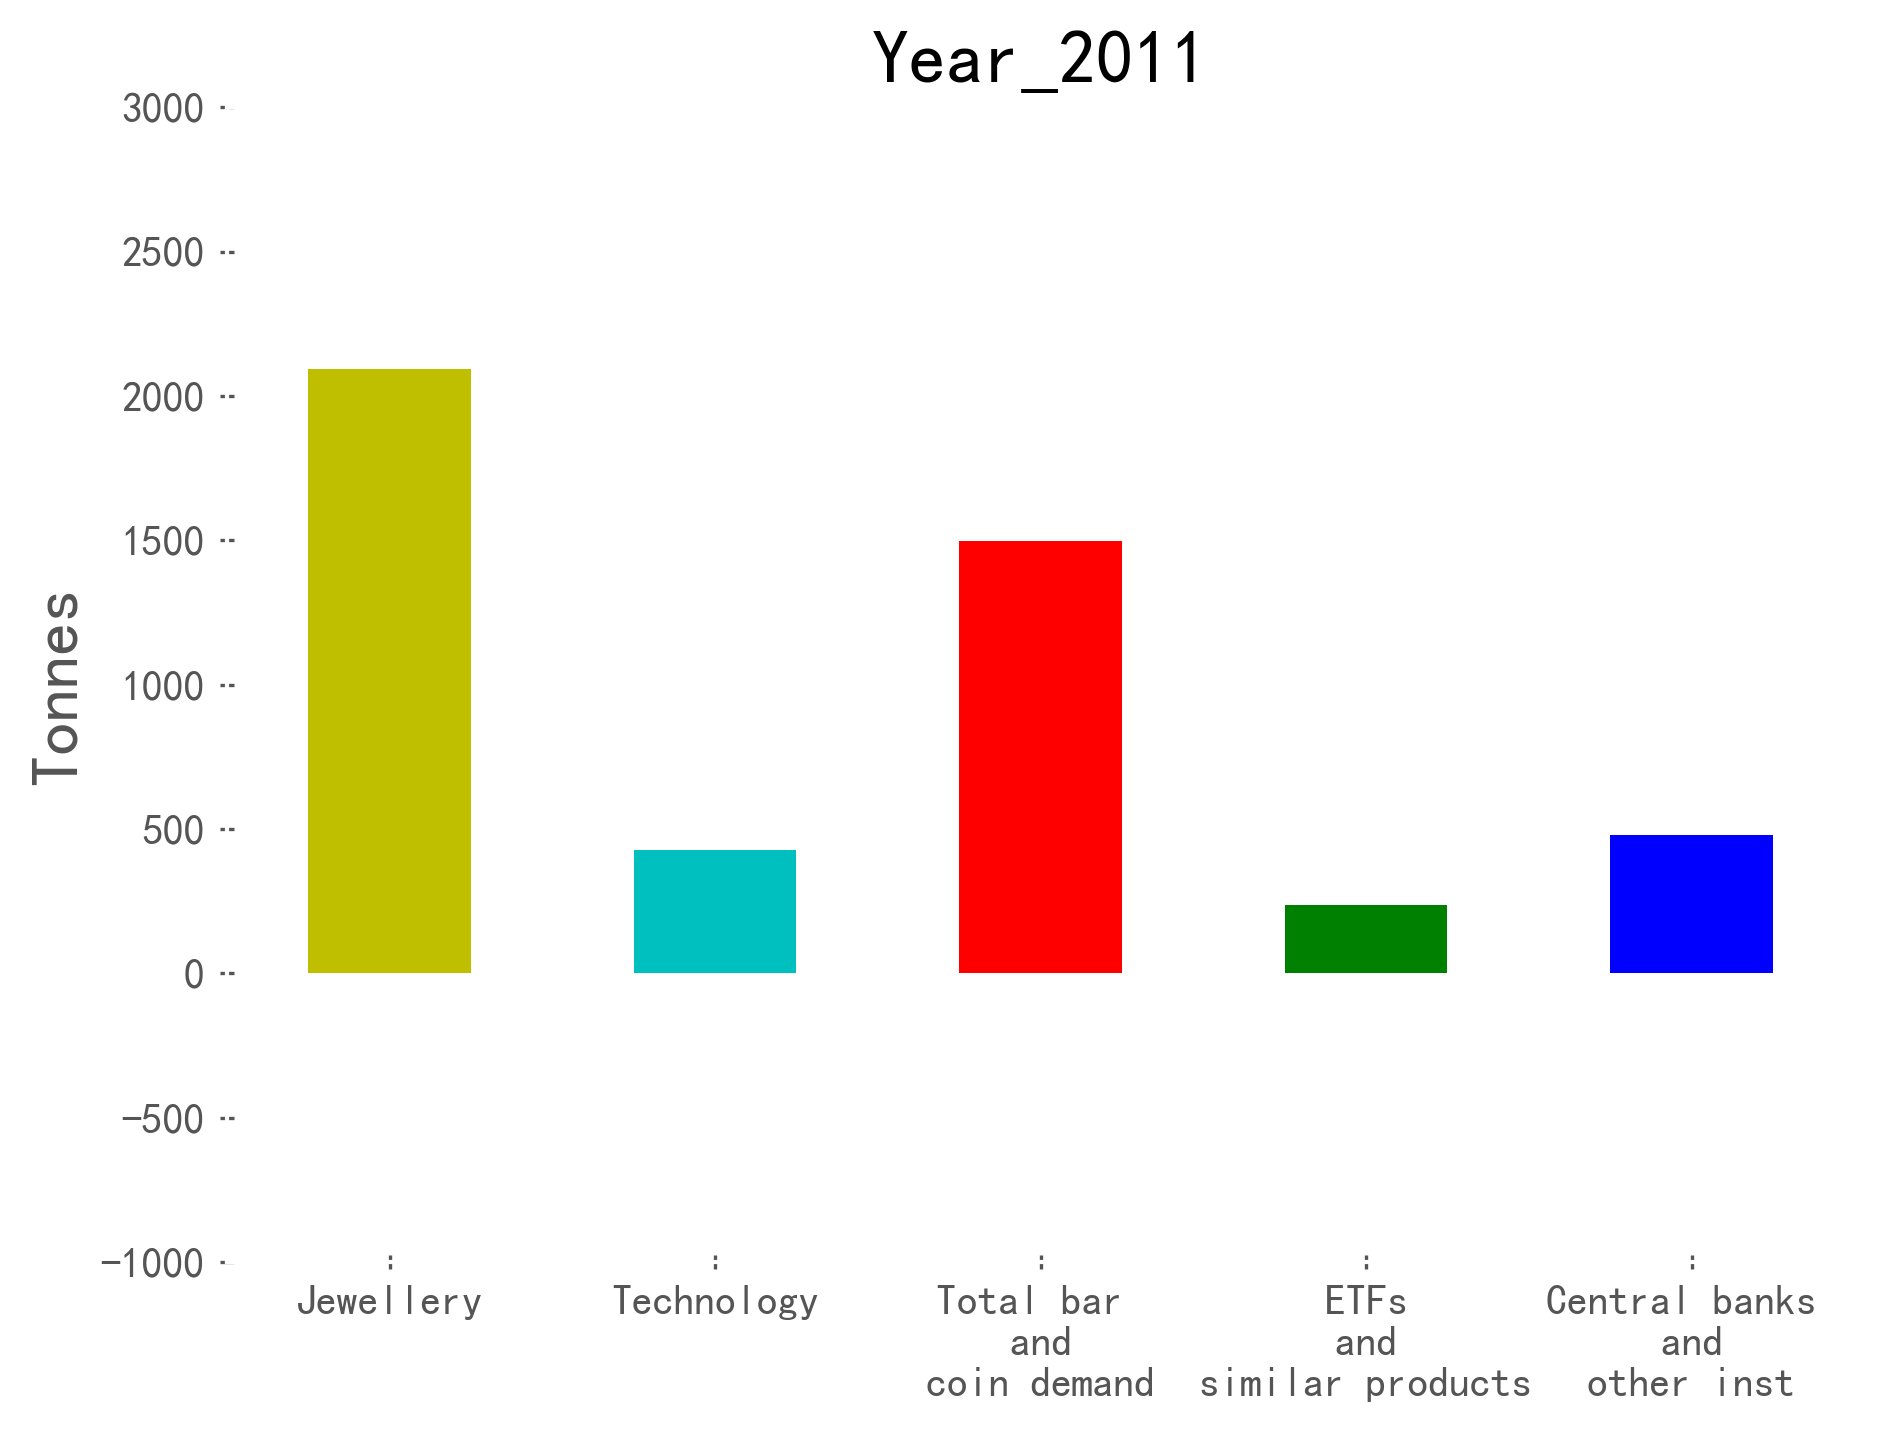 Year_2011
3000
2500
2000
1500
1000
500
0
−500
−1000
Tonnes
Jewellery
Technology
Total bar
and
coin demand
ETFs
and
similar products
Central banks
and
other inst